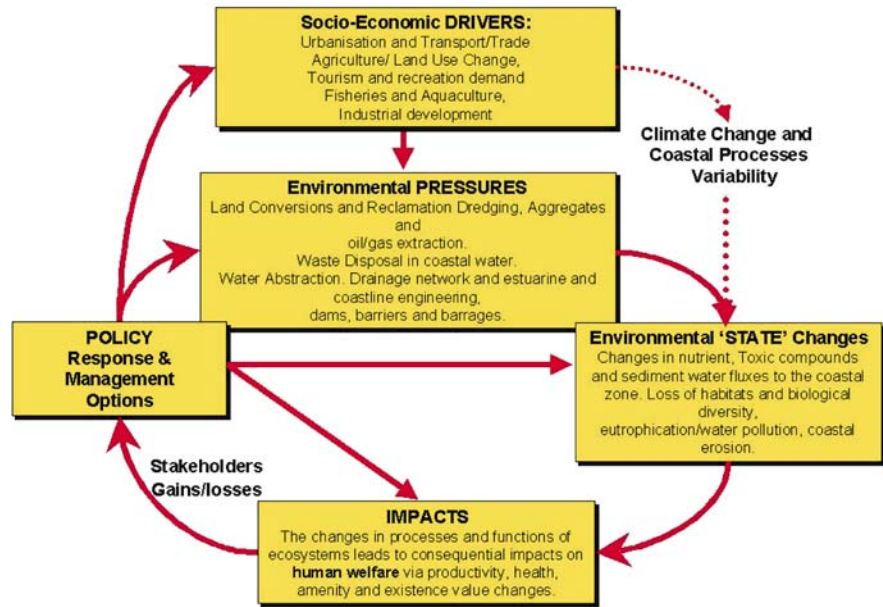 Socio-Economic DRIVERS:
Urbanisation and Transport/Trade
Agriculture/ Land Use Change,
Tourism and recreation demand
Fisheries and Aquaculture,
Industrial development
Climate Change and
Coastal Processes
Variability
Environmental PRESSURES
Land Conversions and Reclamation Dredging, Aggregates
and
oil/gas extraction.
Waste Disposal in coastal water.
Water Abstraction. Drainage network and estuarine and
coastline engineering,
dams, barriers and barrages.
POLICY
Response &
Management
Options
Environmental ‘STATE’ Changes
Changes in nutrient, Toxic compounds
and sediment water fluxes to the coastal
zone. Loss of habitats and biological
diversity,
eutrophication/water pollution, coastal
erosion.
Stakeholders
Gains/losses
IMPACTS
The changes in processes and functions of
ecosystems leads to consequential impacts on
human welfare via productivity, health,
amenity and existence value changes.